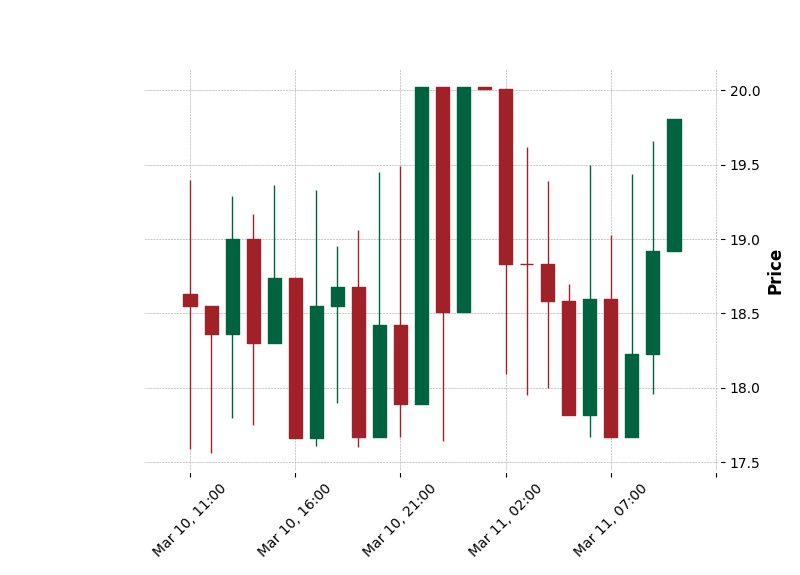 20.0
19.5
19.0
18.5
18.0
17.5
Price
Mar 10, 11:00
Mar 10, 16:00
Mar 10, 21:00
Mar 11, 02:00
Mar 11, 07:00